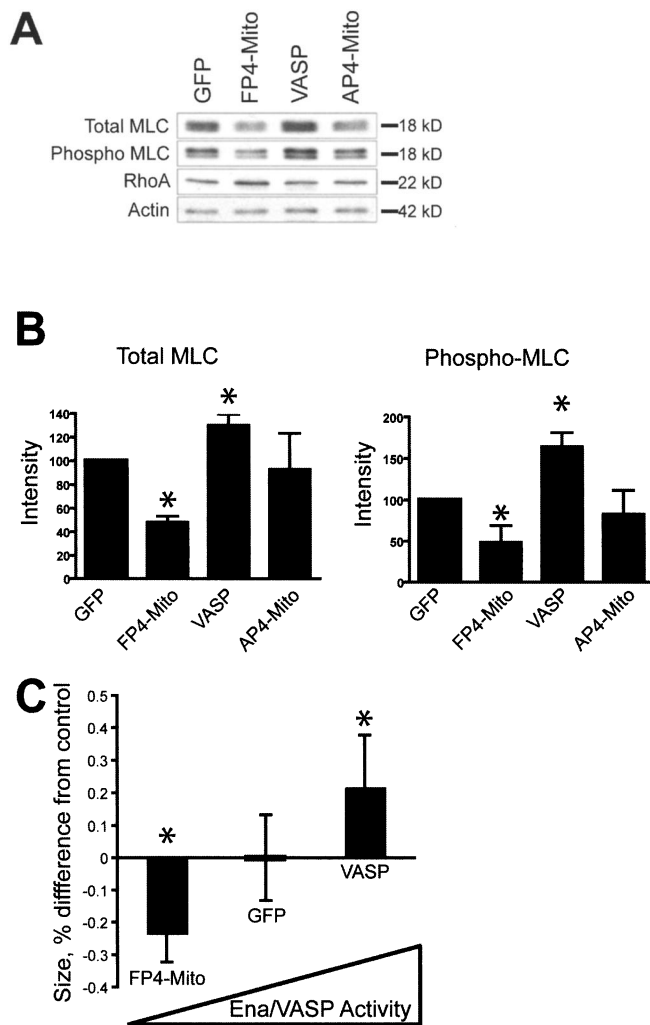 A
GFP
FP4-Mito
VASP
AP4-Mito
Total MLC
18 kD
Phospho MLC
18 kD
RhoA
22 kD
Actin
42 kD
B
Total MLC
*
*
140
120
100
80
60
40
20
0
Intensity
GFP
FP4-Mito
VASP
AP4-Mito
Phospho-MLC
*
*
200
150
100
50
0
Intensity
GFP
FP4-Mito
VASP
AP4-Mito
C
Size, % diffference from control
0.5
0.4
0.3
0.2
0.1
0
-0.1
-0.2
-0.3
-0.4
*
*
FP4-Mito
GFP
VASP
Ena/VASP Activity